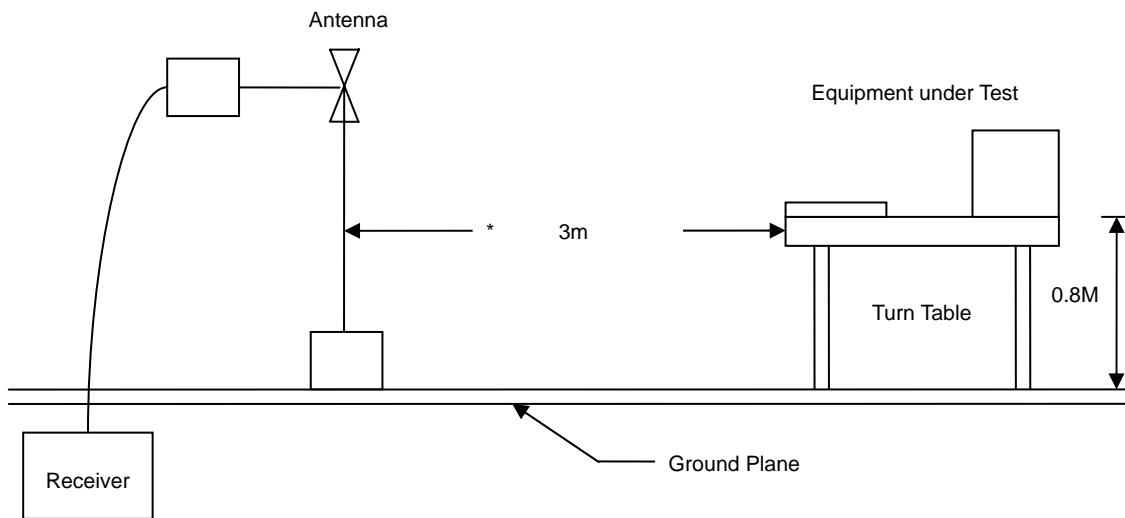 Antenna
Equipment under Test
* 3m
0.8M
Turn Table
Ground Plane
Receiver